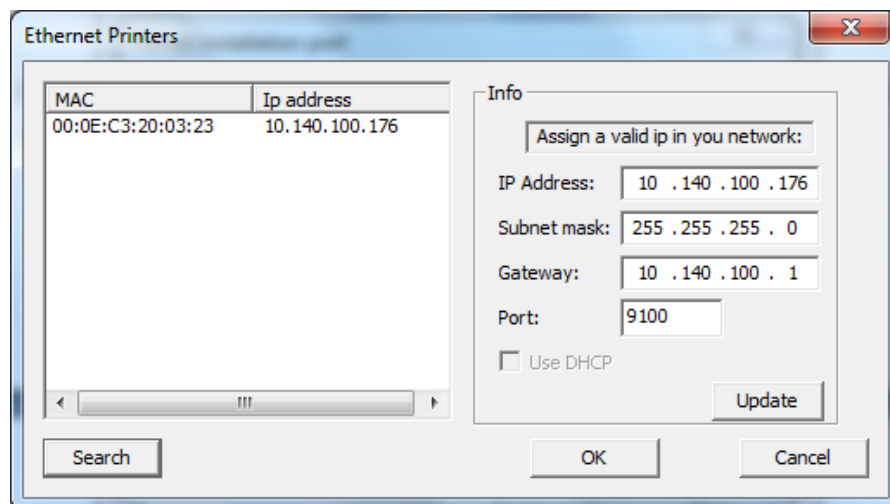 Ethernet Printers
MAC Ip address
00:0E:C3:20:03:23 10.140.100.176
Info
Assign a valid ip in you network:
IP Address: 10 .140 .100 .176
Subnet mask: 255 .255 .255 . 0
Gateway: 10 .140 .100 . 1
Port: 9100
Use DHCP
Update
Search OK Cancel